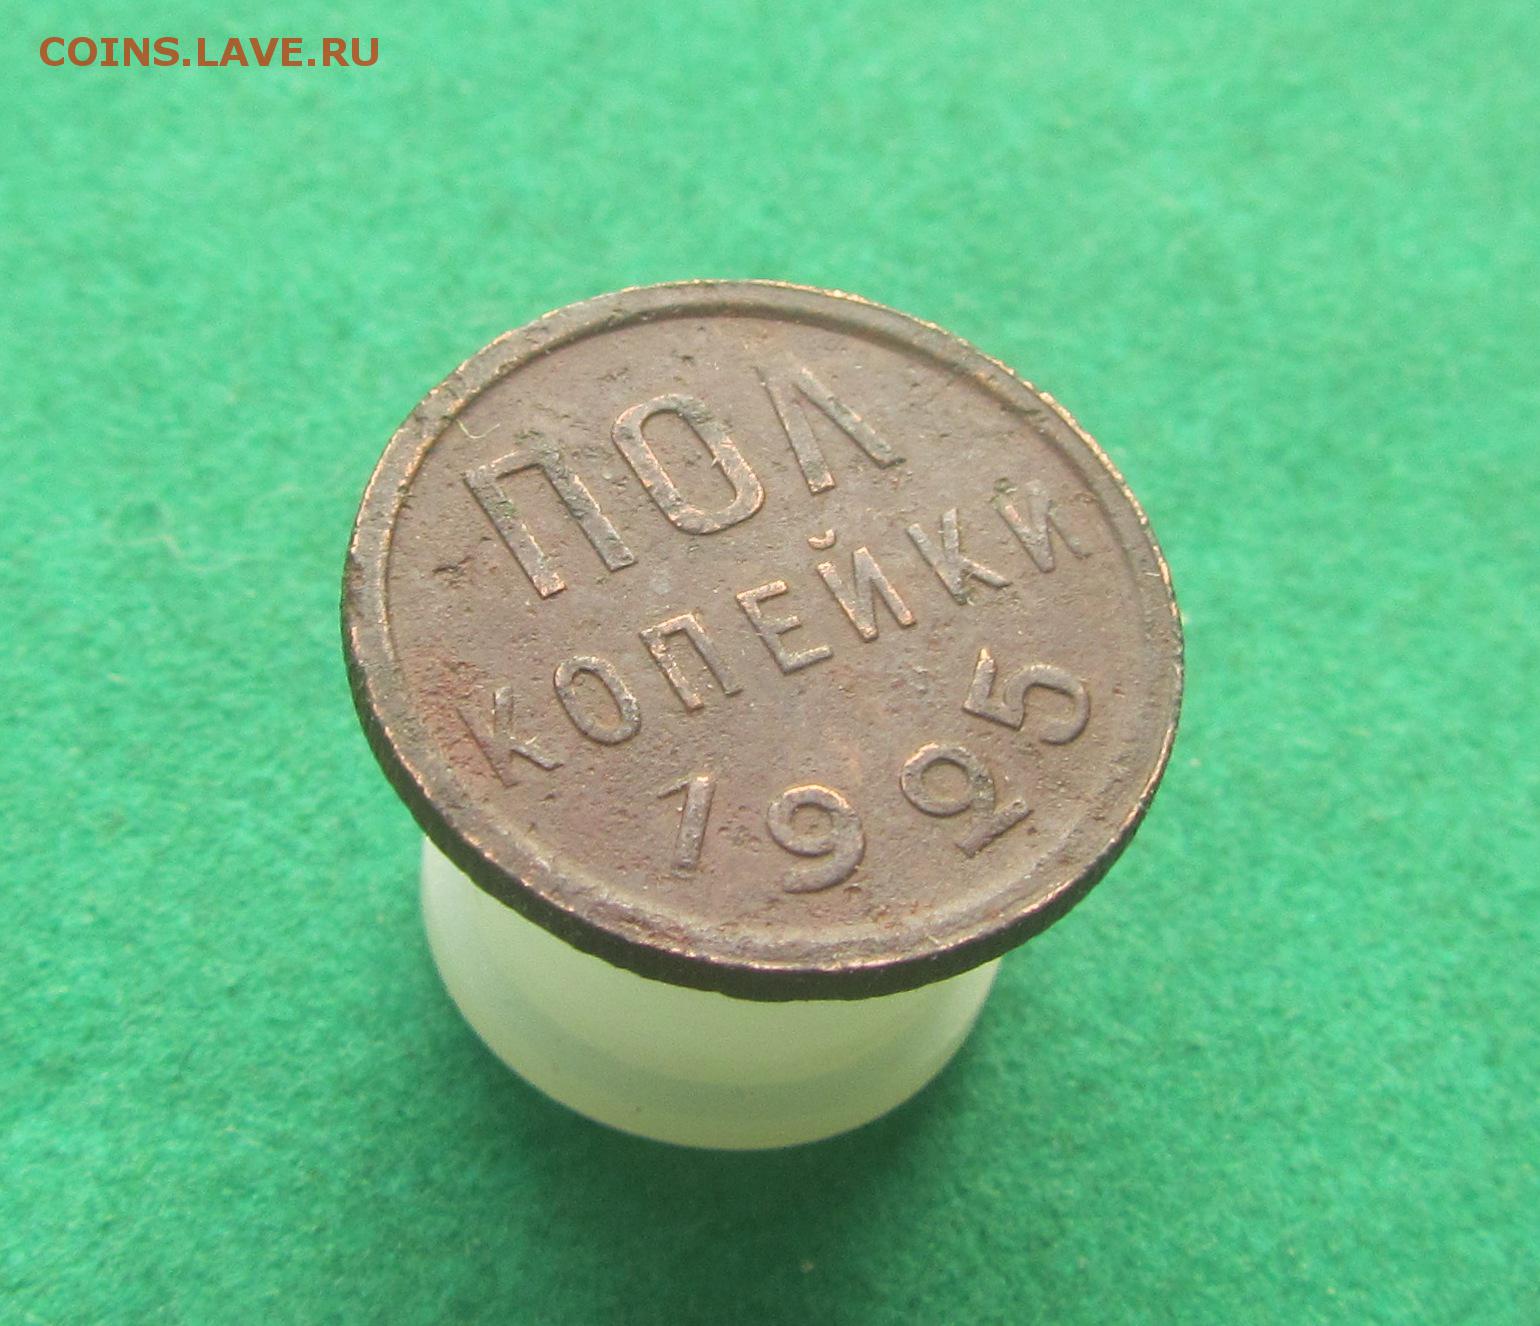 COINS.LAVE.RU
ПОЛ
КОПЕЙКИ
1925